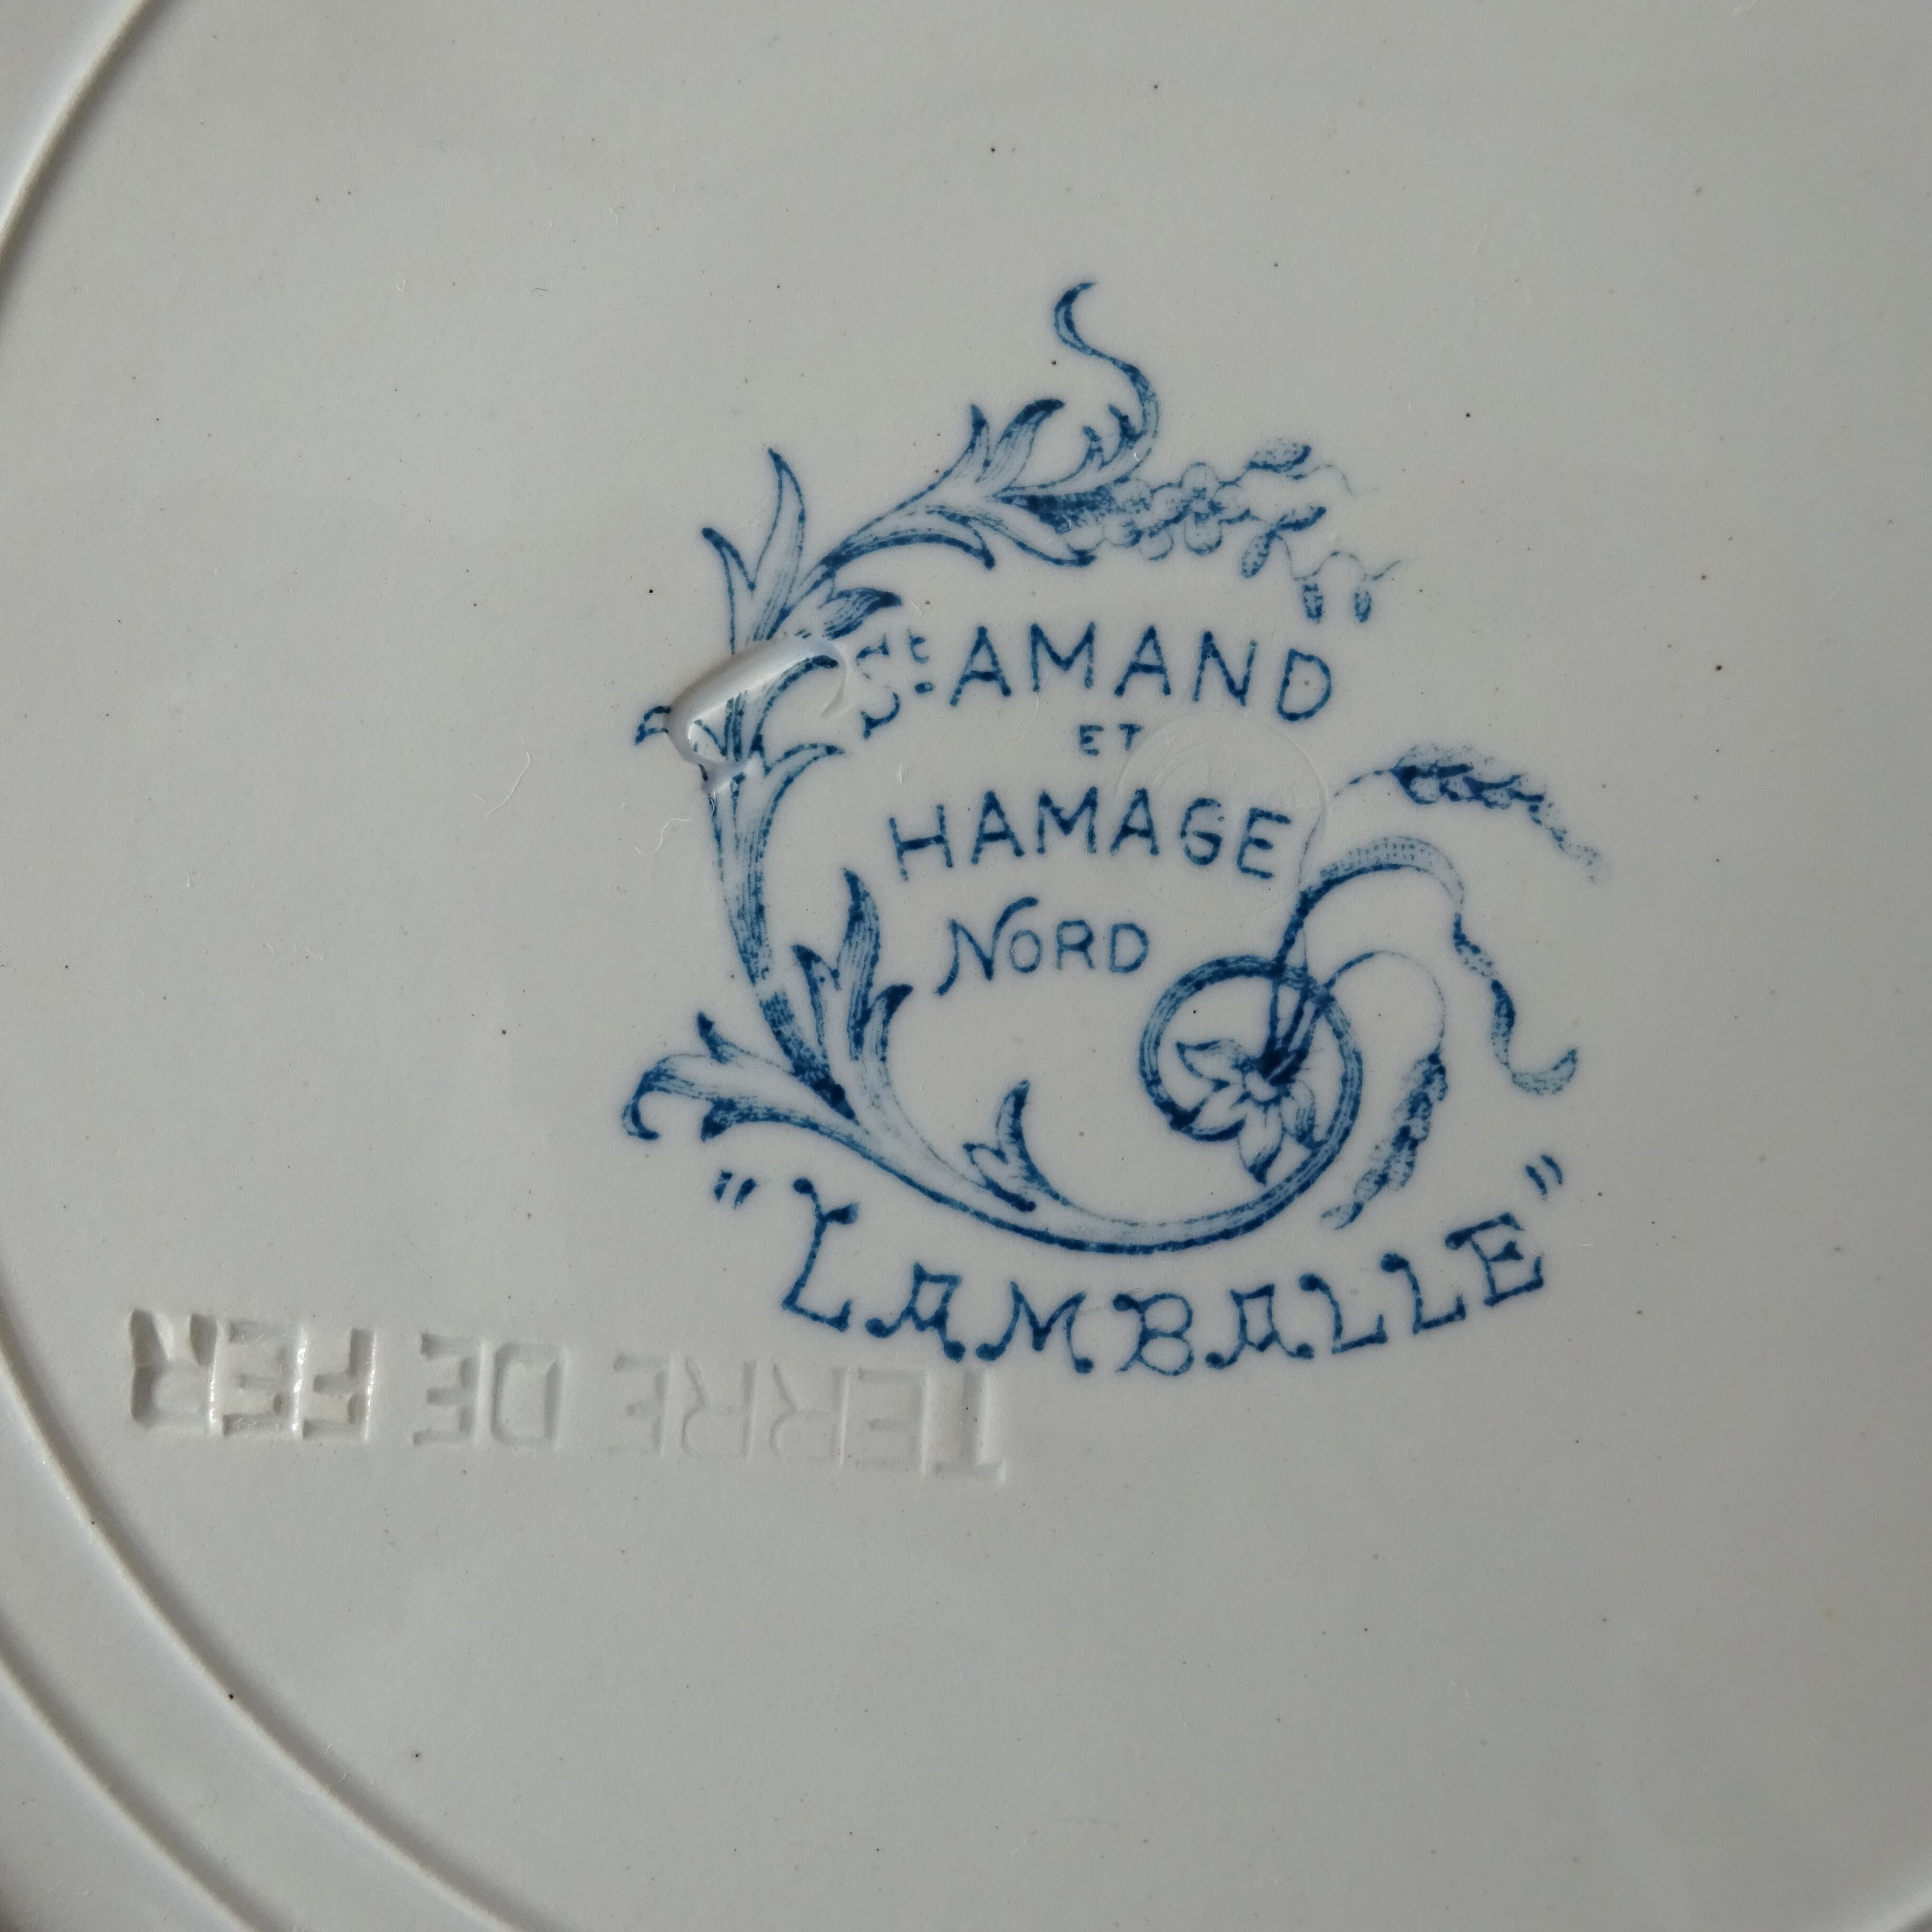 St. AMAND
ET
HAMAGE
NORD
"LAMBALLE"
TERRE DE FER